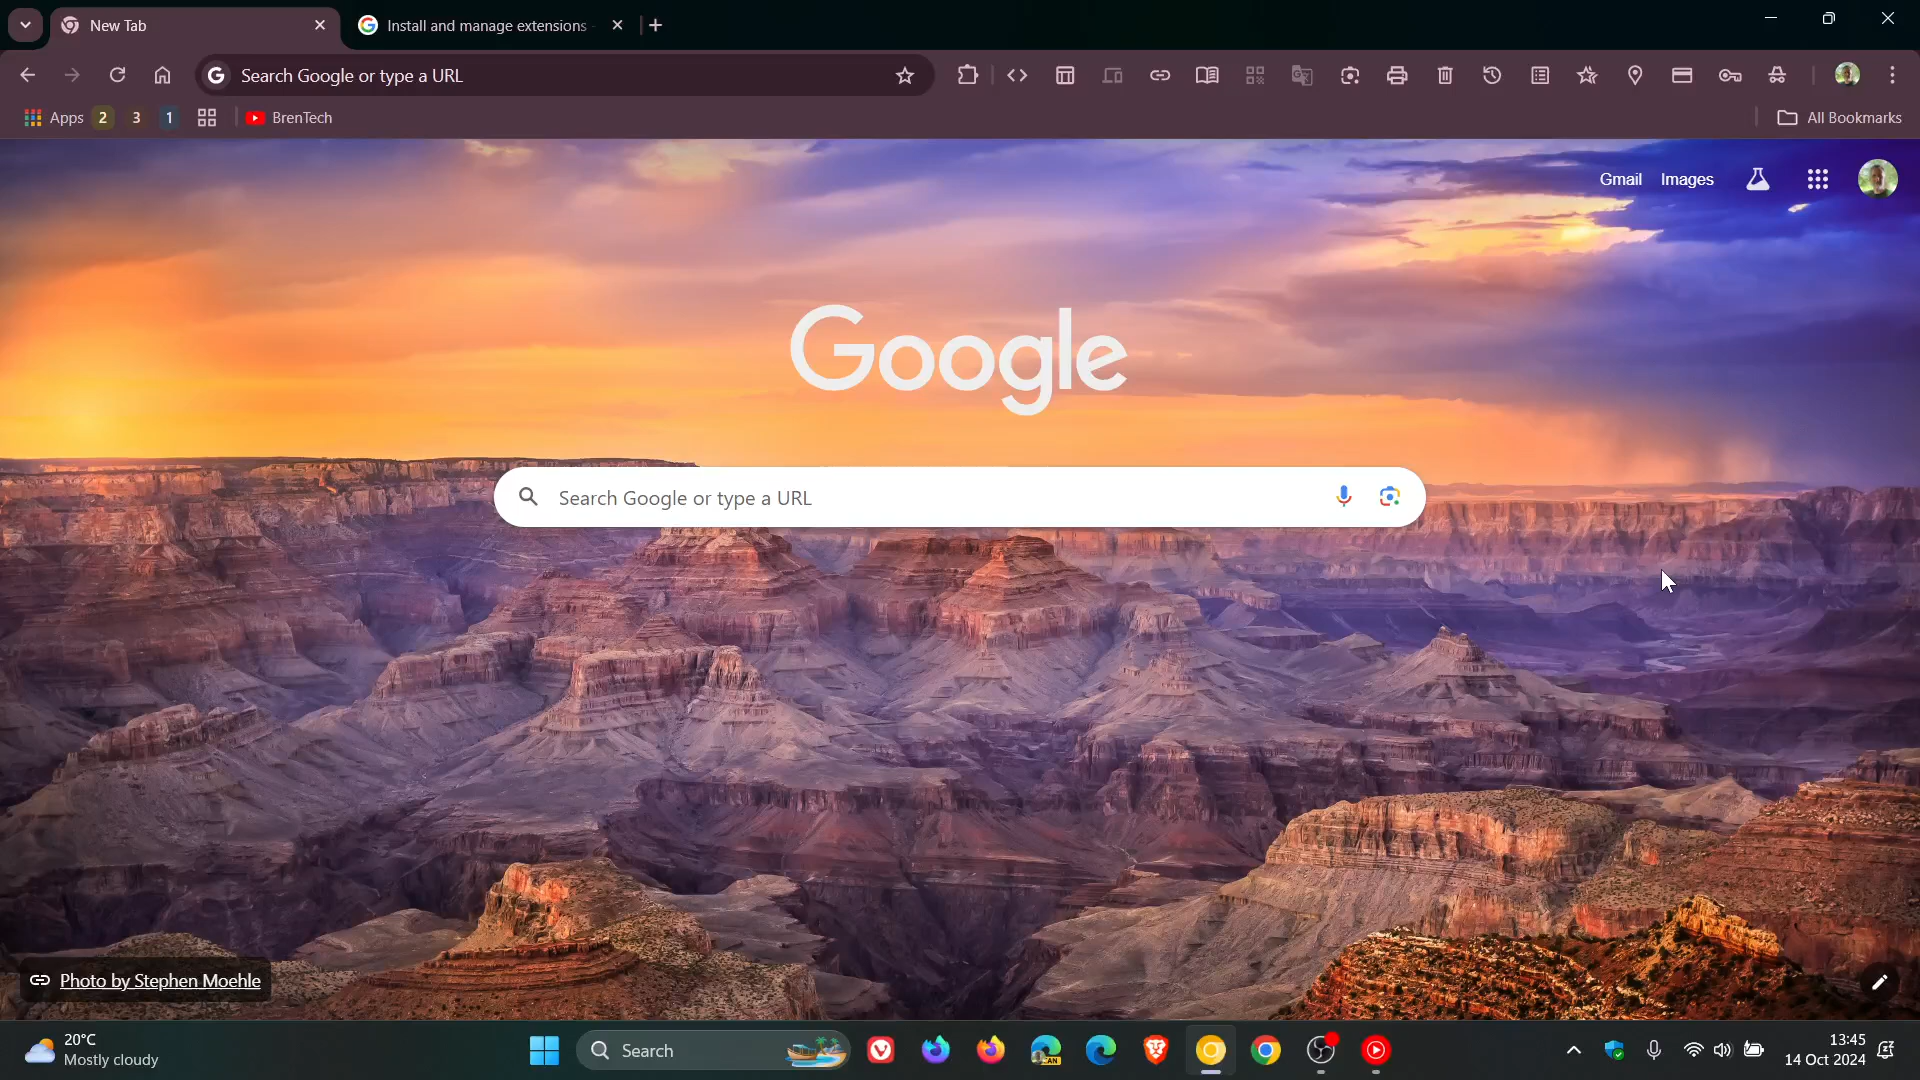 New Tab
Install and manage extensions
Search Google or type a URL
Apps 2 3 1 BrenTech
All Bookmarks
Gmail Images
Google
Search Google or type a URL
Photo by Stephen Moehle
20°C
Mostly cloudy
Search
CAN
13:45
14 Oct 2024